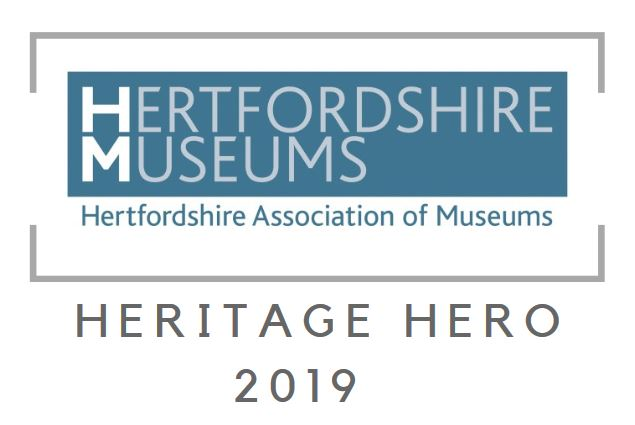 HERTFORDSHIRE
MUSEUMS
Hertfordshire Association of Museums
HERITAGE HERO
2019